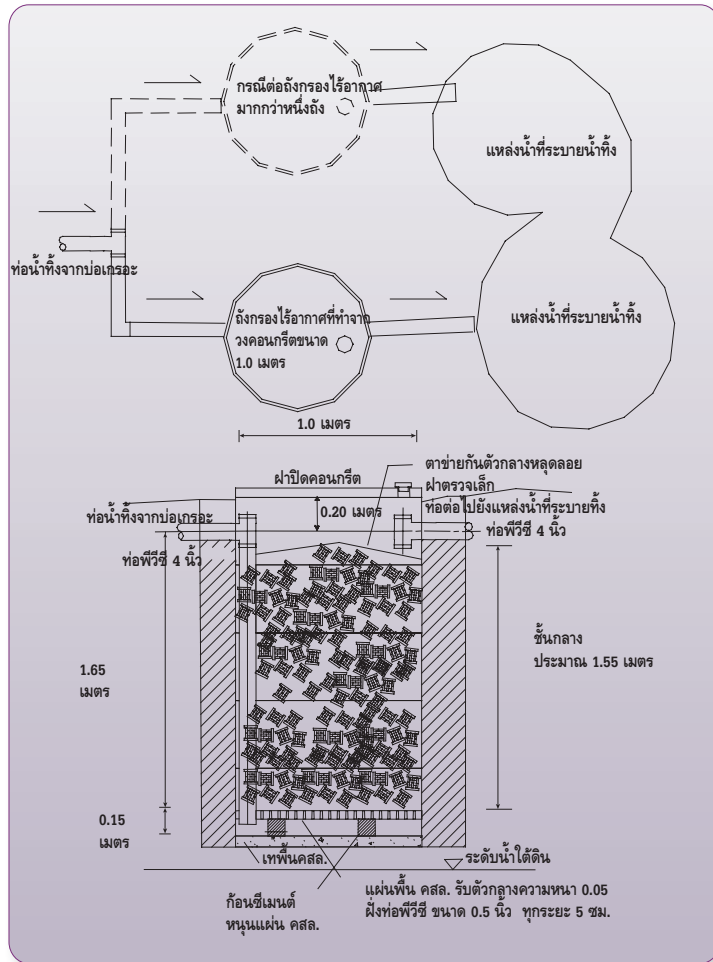 กรณีต่อถังกรองไร้อากาศ
มากกว่าหนึ่งถัง
แหล่งน้ำที่ระบายน้ำทิ้ง
ท่อน้ำทิ้งจากบ่อเกรอะ
ถังกรองไร้อากาศที่ทำจาก
วงคอนกรีตขนาด
1.0 เมตร
แหล่งน้ำที่ระบายน้ำทิ้ง
1.0 เมตร
ฝาปิดคอนกรีต
ตาข่ายกันตัวกลางหลุดลอย
ฝาตรวจเล็ก
ท่อต่อไปยังแหล่งน้ำที่ระบายทิ้ง
ท่อน้ำทิ้งจากบ่อเกรอะ
0.20 เมตร
ท่อพีวีซี 4 นิ้ว
ท่อพีวีซี 4 นิ้ว
ชั้นกลาง
ประมาณ 1.55 เมตร
1.65
เมตร
0.15
เมตร
เทพื้นคสล.
ระดับน้ำใต้ดิน
ก้อนซีเมนต์
หนุนแผ่น คสล.
แผ่นพื้น คสล. รับตัวกลางความหนา 0.05
ฝังท่อพีวีซี ขนาด 0.5 นิ้ว ทุกระยะ 5 ซม.